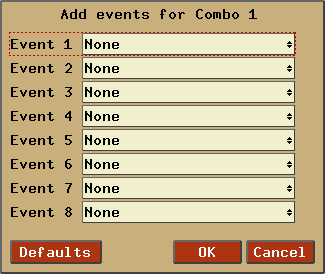 Add events for Combo 1
Event 1 None
Event 2 None
Event 3 None
Event 4 None
Event 5 None
Event 6 None
Event 7 None
Event 8 None
Defaults OK Cancel